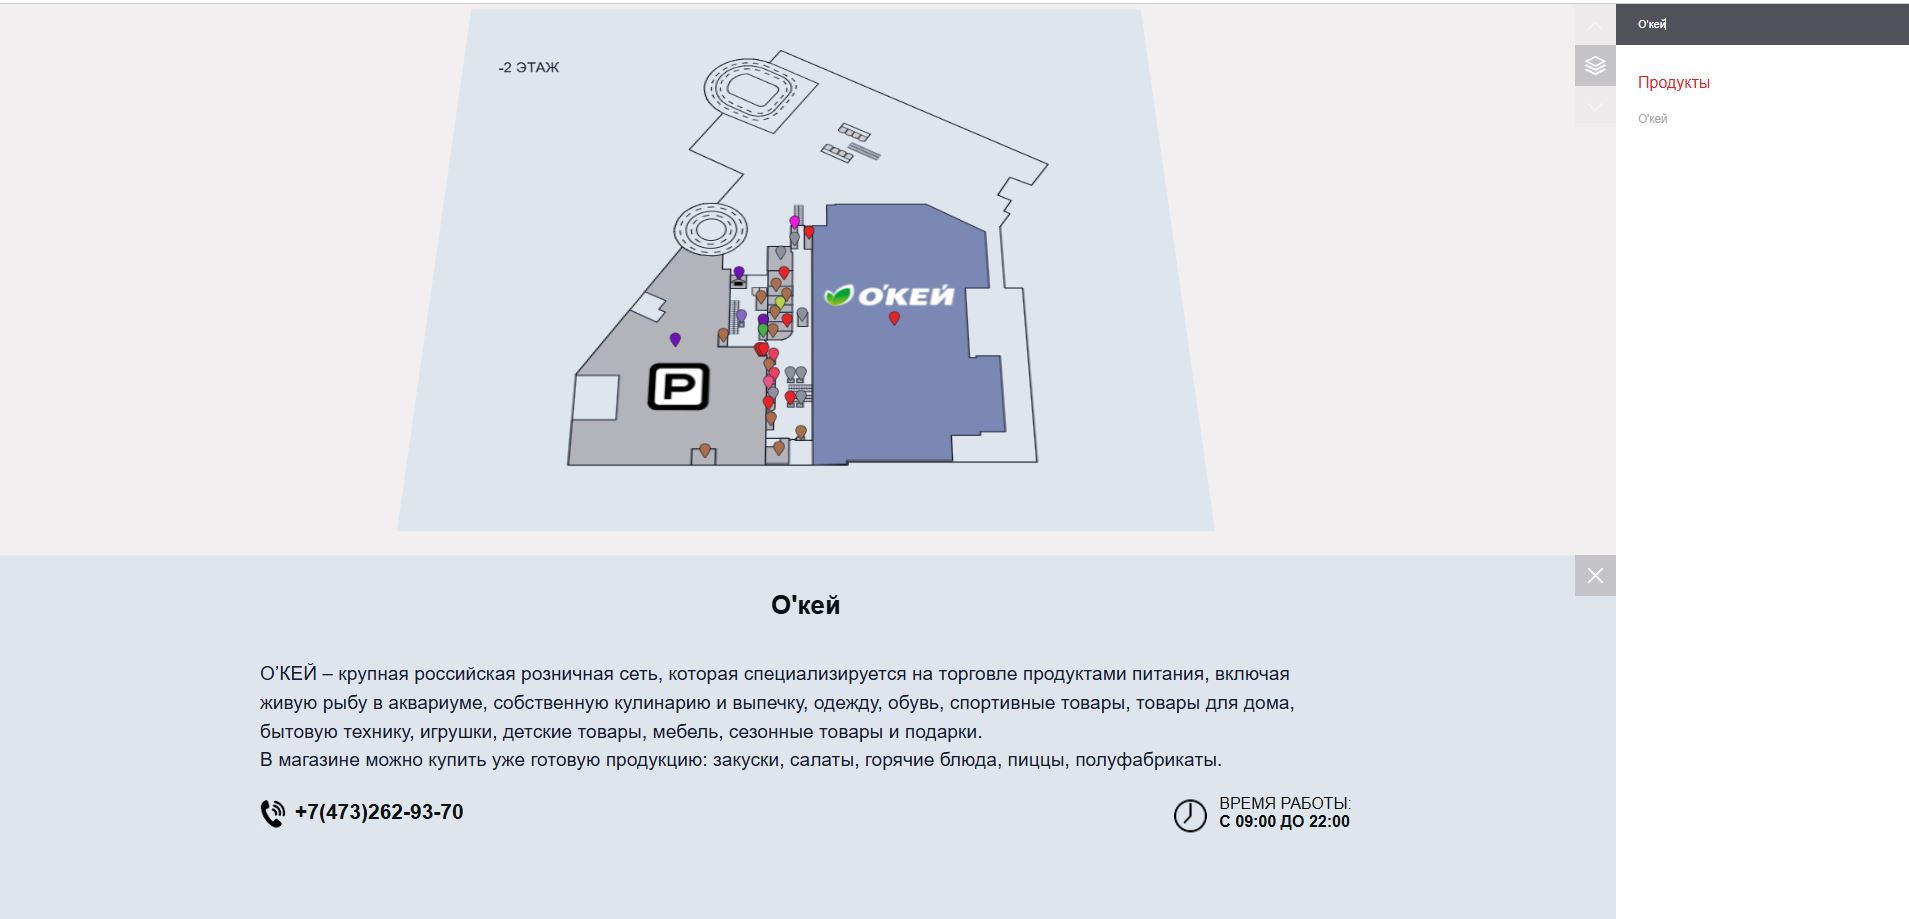 -2 ЭТАЖ
О'КЕЙ
P
О'кей
Продукты
О'кей
О'кей
О'КЕЙ – крупная российская розничная сеть, которая специализируется на торговле продуктами питания, включая
живую рыбу в аквариуме, собственную кулинарию и выпечку, одежду, обувь, спортивные товары, товары для дома,
бытовую технику, игрушки, детские товары, мебель, сезонные товары и подарки.
В магазине можно купить уже готовую продукцию: закуски, салаты, горячие блюда, пиццы, полуфабрикаты.
+7(473)262-93-70
ВРЕМЯ РАБОТЫ:
С 09:00 ДО 22:00